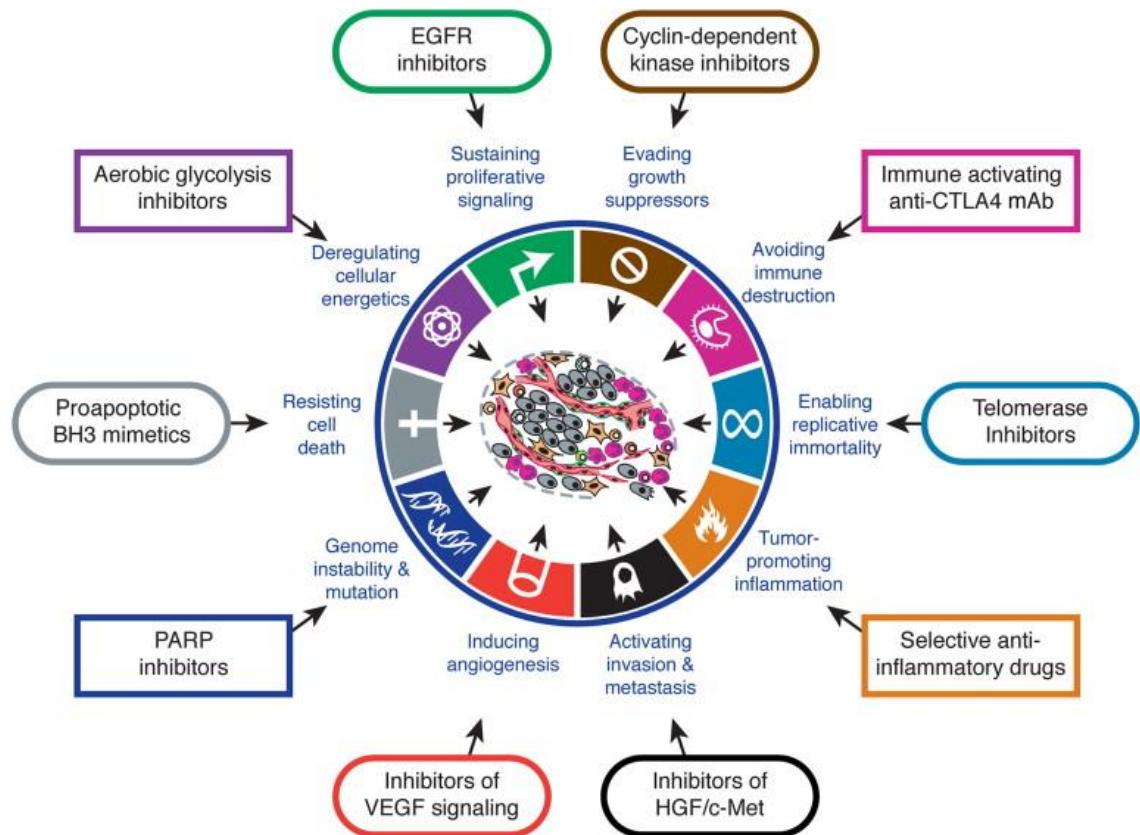 EGFR
inhibitors
Cyclin-dependent
kinase inhibitors
Sustaining
proliferative
signaling
Evading
growth
suppressors
Aerobic glycolysis
inhibitors
Immune activating
anti-CTLA4 mAb
Deregulating
cellular
energetics
Avoiding
immune
destruction
Proapoptotic
BH3 mimetics
Resisting
cell
death
Enabling
replicative
immortality
Telomerase
Inhibitors
Genome
instability &
mutation
Tumor-
promoting
inflammation
PARP
inhibitors
Inducing
angiogenesis
Activating
invasion &
metastasis
Selective anti-
inflammatory drugs
Inhibitors of
VEGF signaling
Inhibitors of
HGF/c-Met